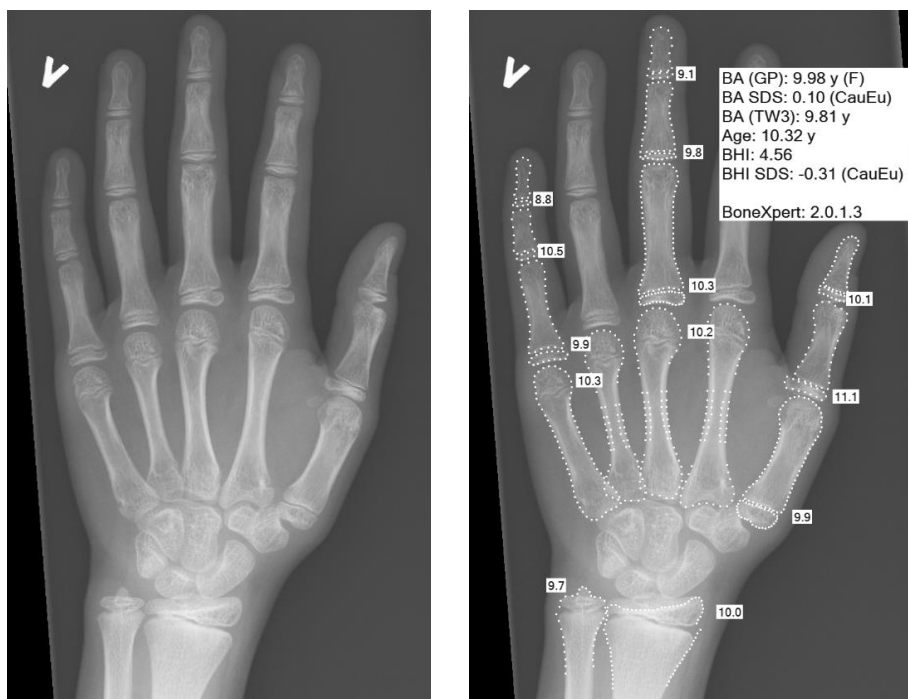 V
V
9.1
BA (GP): 9.98 y (F)
BA SDS: 0.10 (CauEu)
BA (TW3): 9.81 y
Age: 10.32 y
BHI: 4.56
BHI SDS: -0.31 (CauEu)
BoneXpert: 2.0.1.3
9.8
8.8
10.5
10.3
10.1
10.2
9.9
10.3
11.1
9.9
9.7
10.0